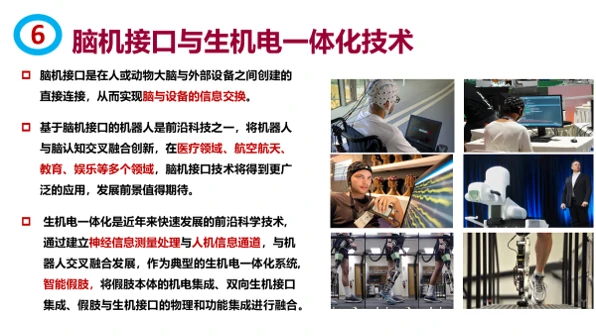 6
脑机接口与生机电一体化技术
脑机接口是在人或动物大脑与外部设备之间创建的
直接连接，从而实现脑与设备的信息交换。
基于脑机接口的机器人是前沿科技之一，将机器人
与脑认知交叉融合创新，在医疗领域、航空航天、
教育、娱乐等多个领域，脑机接口技术将得到更广
泛的应用，发展前景值得期待。
生机电一体化是近年来快速发展的前沿科学技术，
通过建立神经信息测量处理与人机信息通道，与机
器人交叉融合发展，作为典型的生机电一体化系统，
智能假肢，将假肢本体的机电集成、双向生机接口
集成、假肢与生机接口的物理和功能集成进行融合。